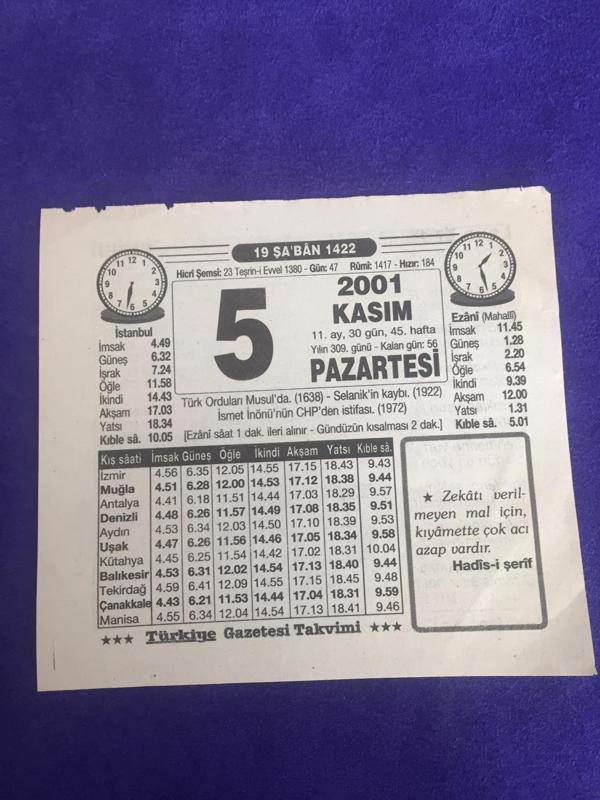 19 ŞA'BÂN 1422
Hicrî Şemsî: 23 Teşrin-i Evvel 1380 - Gün: 47 Rûmî: 1417 - Hızır: 184
5
2001
KASIM
11. ay, 30 gün, 45. hafta
Yılın 309. günü - Kalan gün: 56
PAZARTESİ
İstanbul
İmsak 4.49
Güneş 6.32
İşrak 7.24
Öğle 11.58
İkindi 14.43
Akşam 17.03
Yatsı 18.34
Kıble sâ. 10.05
Ezânî (Mahallî)
İmsak 11.45
Güneş 1.28
İşrak 2.20
Öğle 6.54
İkindi 9.39
Akşam 12.00
Yatsı 1.31
Kıble sâ. 5.01
Türk Orduları Musul'da. (1638) - Selanik'in kaybı. (1922)
İsmet İnönü'nün CHP'den istifası. (1972)
[Ezânî sâat 1 dak. ileri alınır - Gündüzün kısalması 2 dak.]
Kış sâati İmsak Güneş Öğle İkindi Akşam Yatsı Kıble sâ.
İzmir 4.56 6.35 12.05 14.55 17.15 18.43 9.43
Muğla 4.51 6.28 12.00 14.53 17.12 18.38 9.44
Antalya 4.41 6.18 11.51 14.44 17.03 18.29 9.57
Denizli 4.48 6.26 11.57 14.49 17.08 18.35 9.51
Aydın 4.53 6.34 12.03 14.50 17.10 18.39 9.53
Uşak 4.47 6.26 11.56 14.46 17.05 18.34 9.58
Kütahya 4.45 6.25 11.54 14.42 17.02 18.31 10.04
Balıkesir 4.53 6.31 12.02 14.54 17.13 18.40 9.44
Tekirdağ 4.59 6.41 12.09 14.55 17.15 18.45 9.48
Çanakkale 4.43 6.21 11.53 14.44 17.04 18.31 9.59
Manisa 4.55 6.34 12.04 14.54 17.13 18.41 9.46
★ Zekâtı veril-
meyen mal için,
kıyâmette çok acı
azap vardır.
Hadîs-i şerîf
★★★ Türkiye Gazetesi Takvimi ★★★